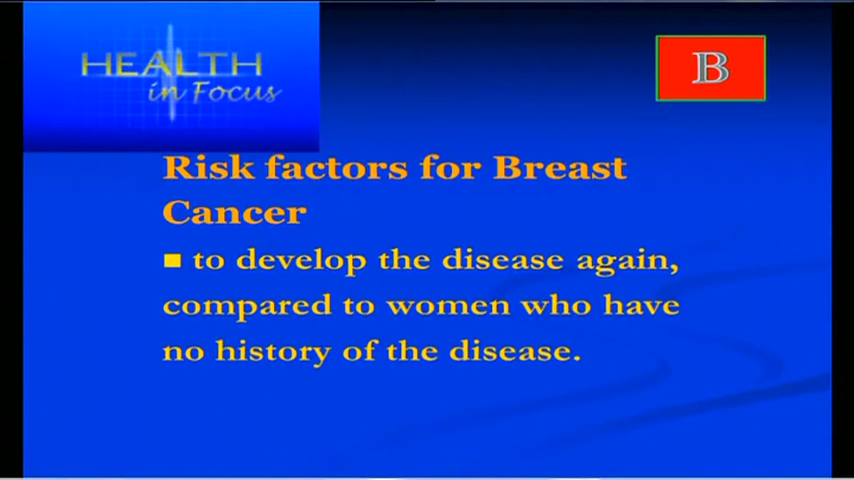 HEALTH
in Focus
B
Risk factors for Breast
Cancer
■ to develop the disease again,
compared to women who have
no history of the disease.